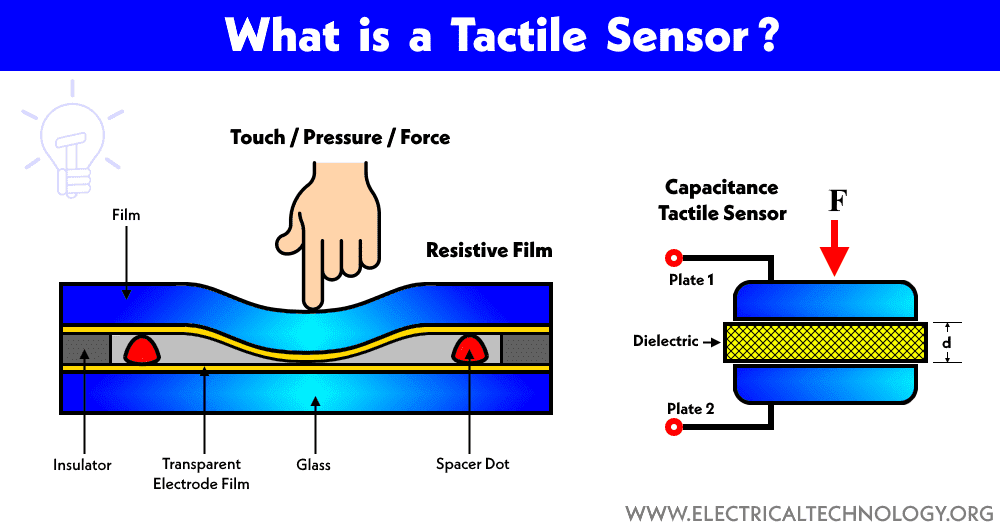 What is a Tactile Sensor?
Touch / Pressure / Force
Film
Resistive Film
Insulator
Transparent
Electrode Film
Glass
Spacer Dot
Capacitance
Tactile Sensor
F
Plate 1
Dielectric
d
Plate 2
WWW.ELECTRICALTECHNOLOGY.ORG